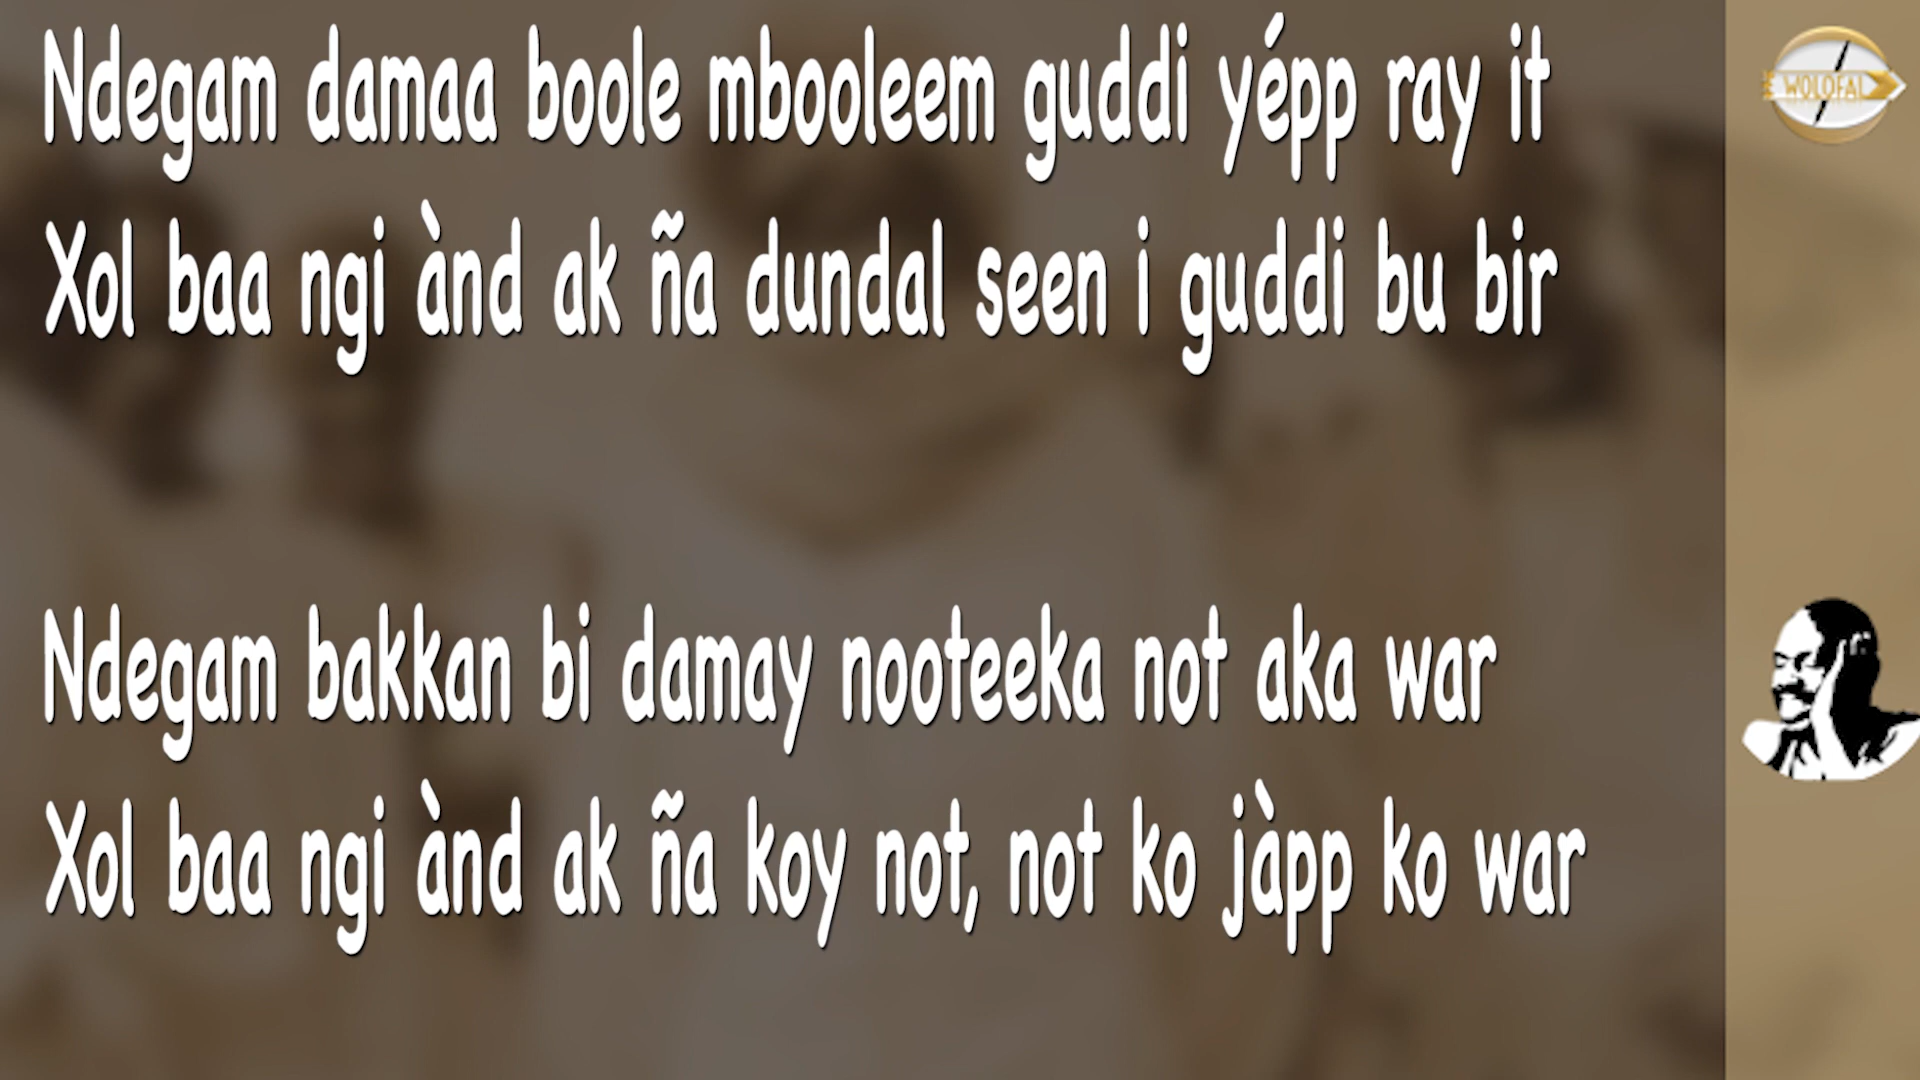 Ndegam damaa boole mbooleem guddi yépp ray it
Xol baa ngi ànd ak ña dundal seen i guddi bu bir
Ndegam bakkan bi damay nooteeka not aka war
Xol baa ngi ànd ak ña koy not, not ko jàpp ko war
WOLOFAL